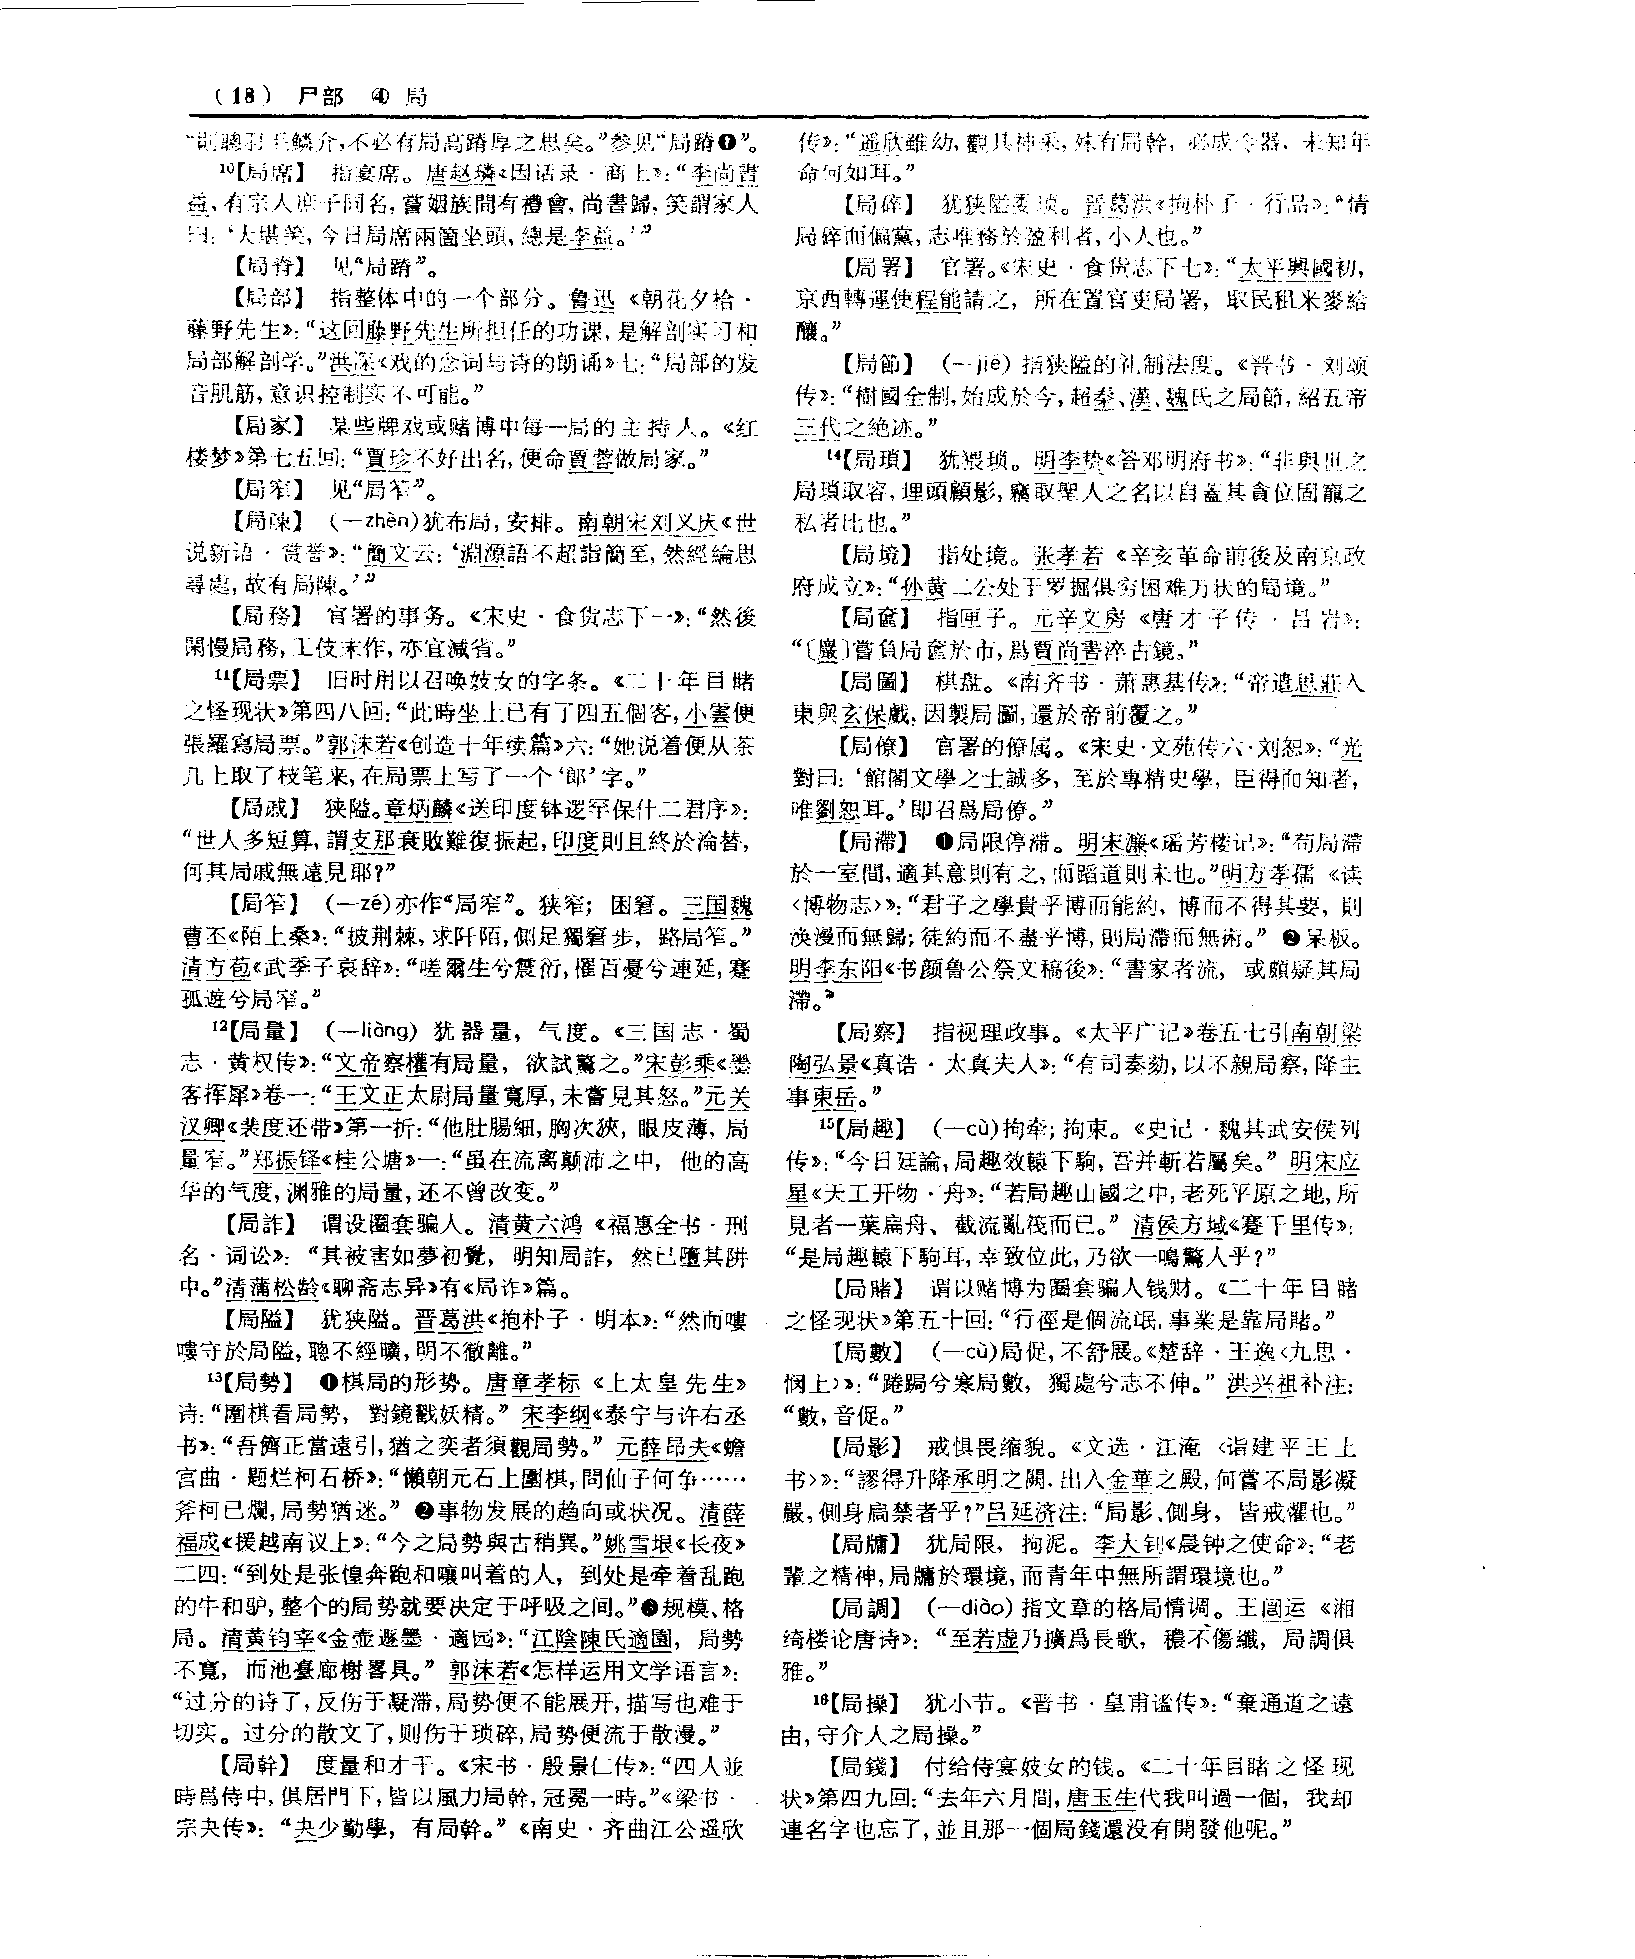 （18） 尸部 ④ 局
鳞介，不必有局高蹐厚之思矣。”参见“局蹐❶”。
10【局席】 指宴席。唐赵璘《因话录·商上》：“李尚書
益，有宗人庶子同名，嘗姻族間有禮會，尚書歸，笑謂家人
曰：‘大堪笑，今日局席兩箇坐頭，總是李益。’”
【局脊】 见“局蹐”。
【局部】 指整体中的一个部分。鲁迅《朝花夕拾·
藤野先生》：“这回藤野先生所担任的功课，是解剖实习和
局部解剖学。”洪深《戏的念词与诗的朗诵》七：“局部的发
音肌筋，意识控制实不可能。”
【局家】 某些牌戏或赌博中每一局的主持人。《红
楼梦》第七五回：“賈珍不好出名，便命賈蓉做局家。”
【局窄】 见“局笮”。
【局陳】 （—zhèn）犹布局，安排。南朝宋刘义庆《世
说新语·赏誉》：“簡文云：‘淵源語不超詣簡至，然經綸思
尋處，故有局陳。’”
【局務】 官署的事务。《宋史·食货志下一》：“然後
閑慢局務，工伎末作，亦宜減省。”
11【局票】 旧时用以召唤妓女的字条。《二十年目睹
之怪现状》第四八回：“此時坐上已有了四五個客，小雲便
張羅寫局票。”郭沫若《创造十年续篇》六：“她说着便从茶
几上取了枝笔来，在局票上写了一个‘郎’字。”
【局戚】 狭隘。章炳麟《送印度钵逻罕保什二君序》：
“世人多短算，謂支那衰敗難復振起，印度則且終於淪替，
何其局戚無遠見耶？”
【局笮】 （—zé）亦作“局窄”。狭窄；困窘。三国魏
曹丕《陌上桑》：“披荆棘，求阡陌，側足獨窘步，路局笮。”
清方苞《武季子哀辞》：“嗟爾生兮震衍，罹百憂兮連延，蹇
孤遊兮局窄。”
12【局量】 （—liàng）犹器量，气度。《三国志·蜀
志·黄权传》：“文帝察權有局量，欲試驚之。”宋彭乘《墨
客挥犀》卷一：“王文正太尉局量寬厚，未嘗見其怒。”元关
汉卿《裴度还带》第一折：“他肚腸細，胸次狹，眼皮薄，局
量窄。”郑振铎《桂公塘》一：“虽在流离颠沛之中，他的高
华的气度，渊雅的局量，还不曾改变。”
【局詐】 谓设圈套骗人。清黄六鸿《福惠全书·刑
名·词讼》：“其被害如夢初覺，明知局詐，然已墮其阱
中。”清蒲松龄《聊斋志异》有《局诈》篇。
【局隘】 犹狭隘。晋葛洪《抱朴子·明本》：“然而嘍
嘍守於局隘，聰不經曠，明不徹離。”
13【局勢】 ❶棋局的形势。唐章孝标《上太皇先生》
诗：“圍棋看局勢，對鏡戳妖精。”宋李纲《泰宁与许右丞
书》：“吾儕正當遠引，猶之奕者須觀局勢。”元薛昂夫《蟾
宫曲·题烂柯石桥》：“懶朝元石上圍棋，問仙子何争……
斧柯已爛，局勢猶迷。”❷事物发展的趋向或状况。清薛
福成《援越南议上》：“今之局勢與古稍異。”姚雪垠《长夜》
二四：“到处是张惶奔跑和嚷叫着的人，到处是牵着乱跑
的牛和驴，整个的局势就要决定于呼吸之间。”❸规模、格
局。清黄钧宰《金壶遯墨·適园》：“江陰陳氏適園，局勢
不寬，而池臺廊榭畧具。”郭沫若《怎样运用文学语言》：
“过分的诗了，反伤于凝滞，局势便不能展开，描写也难于
切实。过分的散文了，则伤于琐碎，局势便流于散漫。”
【局幹】 度量和才干。《宋书·殷景仁传》：“四人並
時爲侍中，俱居門下，皆以風力局幹，冠冕一時。”《梁书·
宗夬传》：“夬少勤學，有局幹。”《南史·齐曲江公遥欣
传》：“遥欣雖幼，觀其神采，殊有局幹，必成令器，未知年
命何如耳。”
【局碎】 犹狭隘委琐。晋葛洪《抱朴子·行品》：“情
局碎而偏黨，志唯務於盈利者，小人也。”
【局署】 官署。《宋史·食货志下七》：“太平興國初，
京西轉運使程能請之，所在置官吏局署，取民租米麥給
釀。”
【局節】 （—jié）指狭隘的礼制法度。《晋书·刘颂
传》：“樹國全制，始成於今，超秦、漢、魏氏之局節，紹五帝
三代之絶迹。”
14【局瑣】 犹猥琐。明李贽《答邓明府书》：“非與世之
局瑣取容，埋頭顧影，竊取聖人之名以自蓋其貪位固寵之
私者比也。”
【局境】 指处境。张孝若《辛亥革命前後及南京政
府成立》：“孙黄二公处于罗掘俱穷困难万状的局境。”
【局奩】 指匣子。元辛文房《唐才子传·吕岩》：
“〔巖〕嘗負局奩於市，爲賈尚書淬古鏡。”
【局圖】 棋盘。《南齐书·萧惠基传》：“帝遣思莊入
東與玄保戲，因製局圖，還於帝前覆之。”
【局僚】 官署的僚属。《宋史·文苑传六·刘恕》：“光
對曰：‘館閣文學之士誠多，至於專精史學，臣得而知者，
唯劉恕耳。’即召爲局僚。”
【局滯】 ❶局限停滞。明宋濂《瑶芳楼记》：“苟局滯
於一室間，適其意則有之，而蹈道則未也。”明方孝儒《读
〈博物志〉》：“君子之學貴乎博而能約，博而不得其要，則
涣漫而無歸；徒約而不盡乎博，則局滯而無術。”❷呆板。
明李东阳《书颜鲁公祭文稿後》：“書家者流，或頗疑其局
滯。”
【局察】 指视理政事。《太平广记》卷五七引南朝梁
陶弘景《真诰·太真夫人》：“有司奏劾，以不親局察，降主
事東岳。”
15【局趣】 （—cù）拘牵；拘束。《史记·魏其武安侯列
传》：“今日廷論，局趣效轅下駒，吾并斬若屬矣。”明宋应
星《天工开物·舟》：“若局趣山國之中，老死平原之地，所
見者一葉扁舟、截流亂筏而已。”清侯方域《蹇千里传》：
“是局趣轅下駒耳，幸致位此，乃欲一鳴驚人乎？”
【局賭】 谓以赌博为圈套骗人钱财。《二十年目睹
之怪现状》第五十回：“行徑是個流氓，事業是靠局賭。”
【局數】 （—cù）局促，不舒展。《楚辞·王逸〈九思·
悯上〉》：“踡跼兮寒局數，獨處兮志不伸。”洪兴祖补注：
“數，音促。”
【局影】 戒惧畏缩貌。《文选·江淹〈诣建平王上
书〉》：“謬得升降承明之闕，出入金華之殿，何嘗不局影凝
嚴，側身扃禁者乎？”吕延济注：“局影、側身，皆戒懼也。”
【局牖】 犹局限，拘泥。李大钊《晨钟之使命》：“老
輩之精神，局牖於環境，而青年中無所謂環境也。”
【局調】 （—diào）指文章的格局情调。王闿运《湘
绮楼论唐诗》：“至若虚乃擴爲長歌，穠不傷纖，局調俱
雅。”
16【局操】 犹小节。《晋书·皇甫谧传》：“棄通道之遠
由，守介人之局操。”
【局錢】 付给侍宴妓女的钱。《二十年目睹之怪现
状》第四九回：“去年六月間，唐玉生代我叫過一個，我却
連名字也忘了，並且那一個局錢還没有開發他呢。”